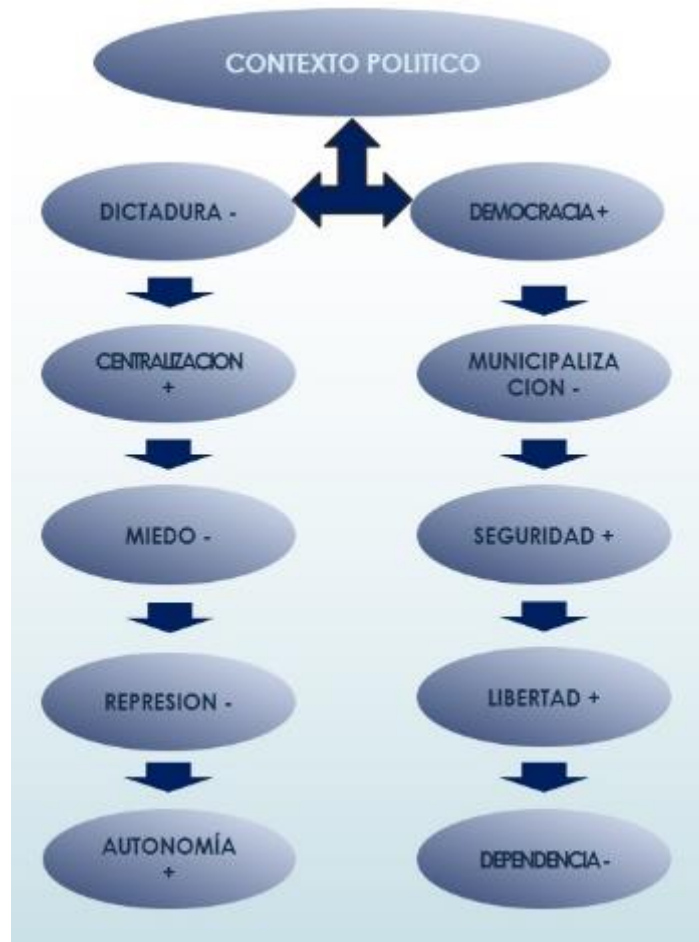 CONTEXTO POLITICO
DICTADURA -
DEMOCRACIA +
CENTRALIZACION
+
MUNICIPALIZA
CION -
MIEDO -
SEGURIDAD +
REPRESION -
LIBERTAD +
AUTONOMÍA
+
DEPENDENCIA -